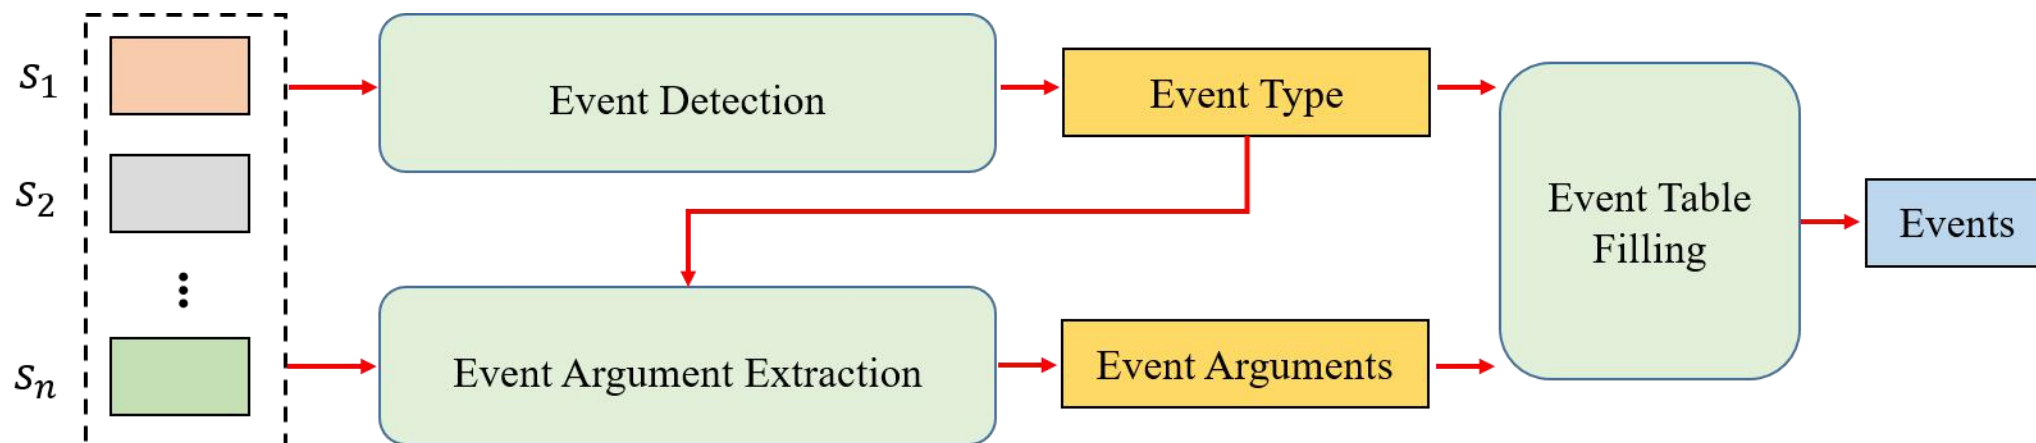 s1
s2
sn
Event Detection
Event Type
Event Argument Extraction
Event Arguments
Event Table
Filling
Events